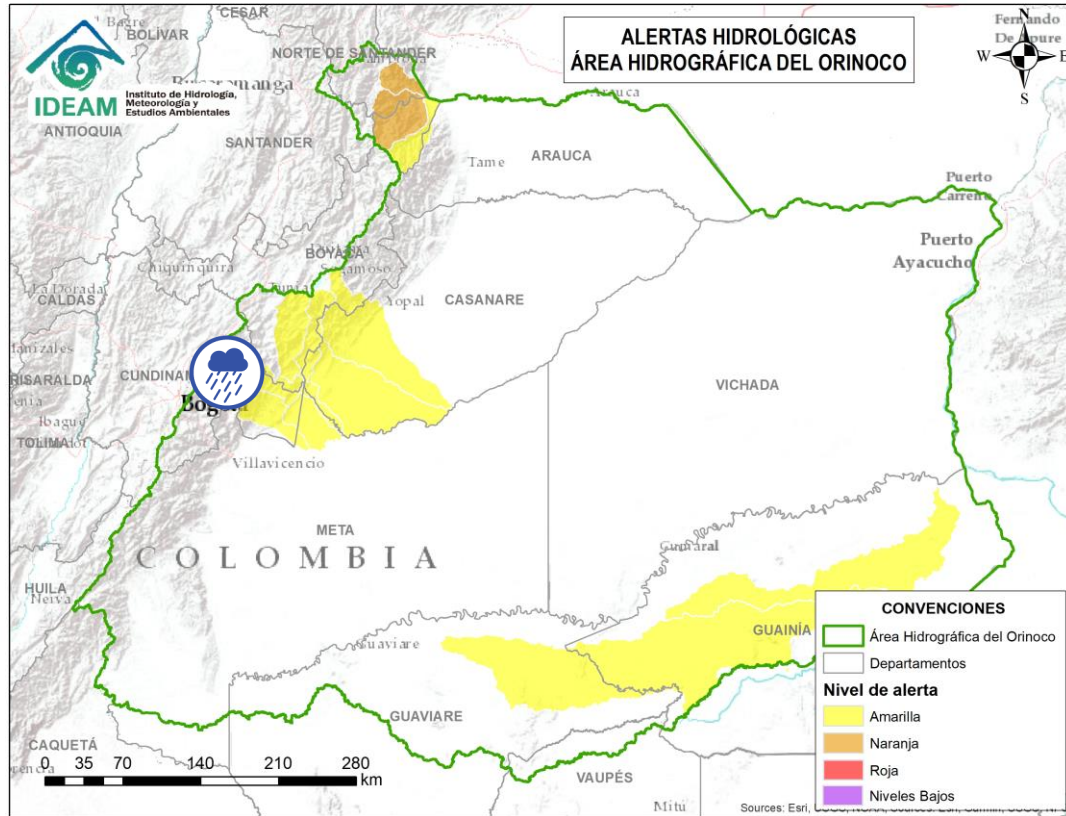 ALERTAS HIDROLÓGICAS
ÁREA HIDROGRÁFICA DEL ORINOCO
IDEAM
Instituto de Hidrología,
Meteorología y
Estudios Ambientales
N
W
E
S
CESAR
BOLÍVAR
NORTE DE SANTANDER
De Apure
ANTIOQUIA
SANTANDER
Arauca
Tame
ARAUCA
Puerto
Carreño
Puerto
Ayacucho
BOYACÁ
Sogamoso
Chiquinquirá
Tunja
La Dorada
CALDAS
Yopal
CASANARE
VICHADA
RISARALDA
Ibagué
TOLIMA
Villavicencio
META
COLOMBIA
Cumaral
HUILA
Neiva
Guaviare
GUAINÍA
GUAVIARE
CAQUETÁ
VAUPÉS
Mitú
0 35 70 140 210 280
km
CONVENCIONES
Área Hidrográfica del Orinoco
Departamentos
Nivel de alerta
Amarilla
Naranja
Roja
Niveles Bajos
Sources: Esri,